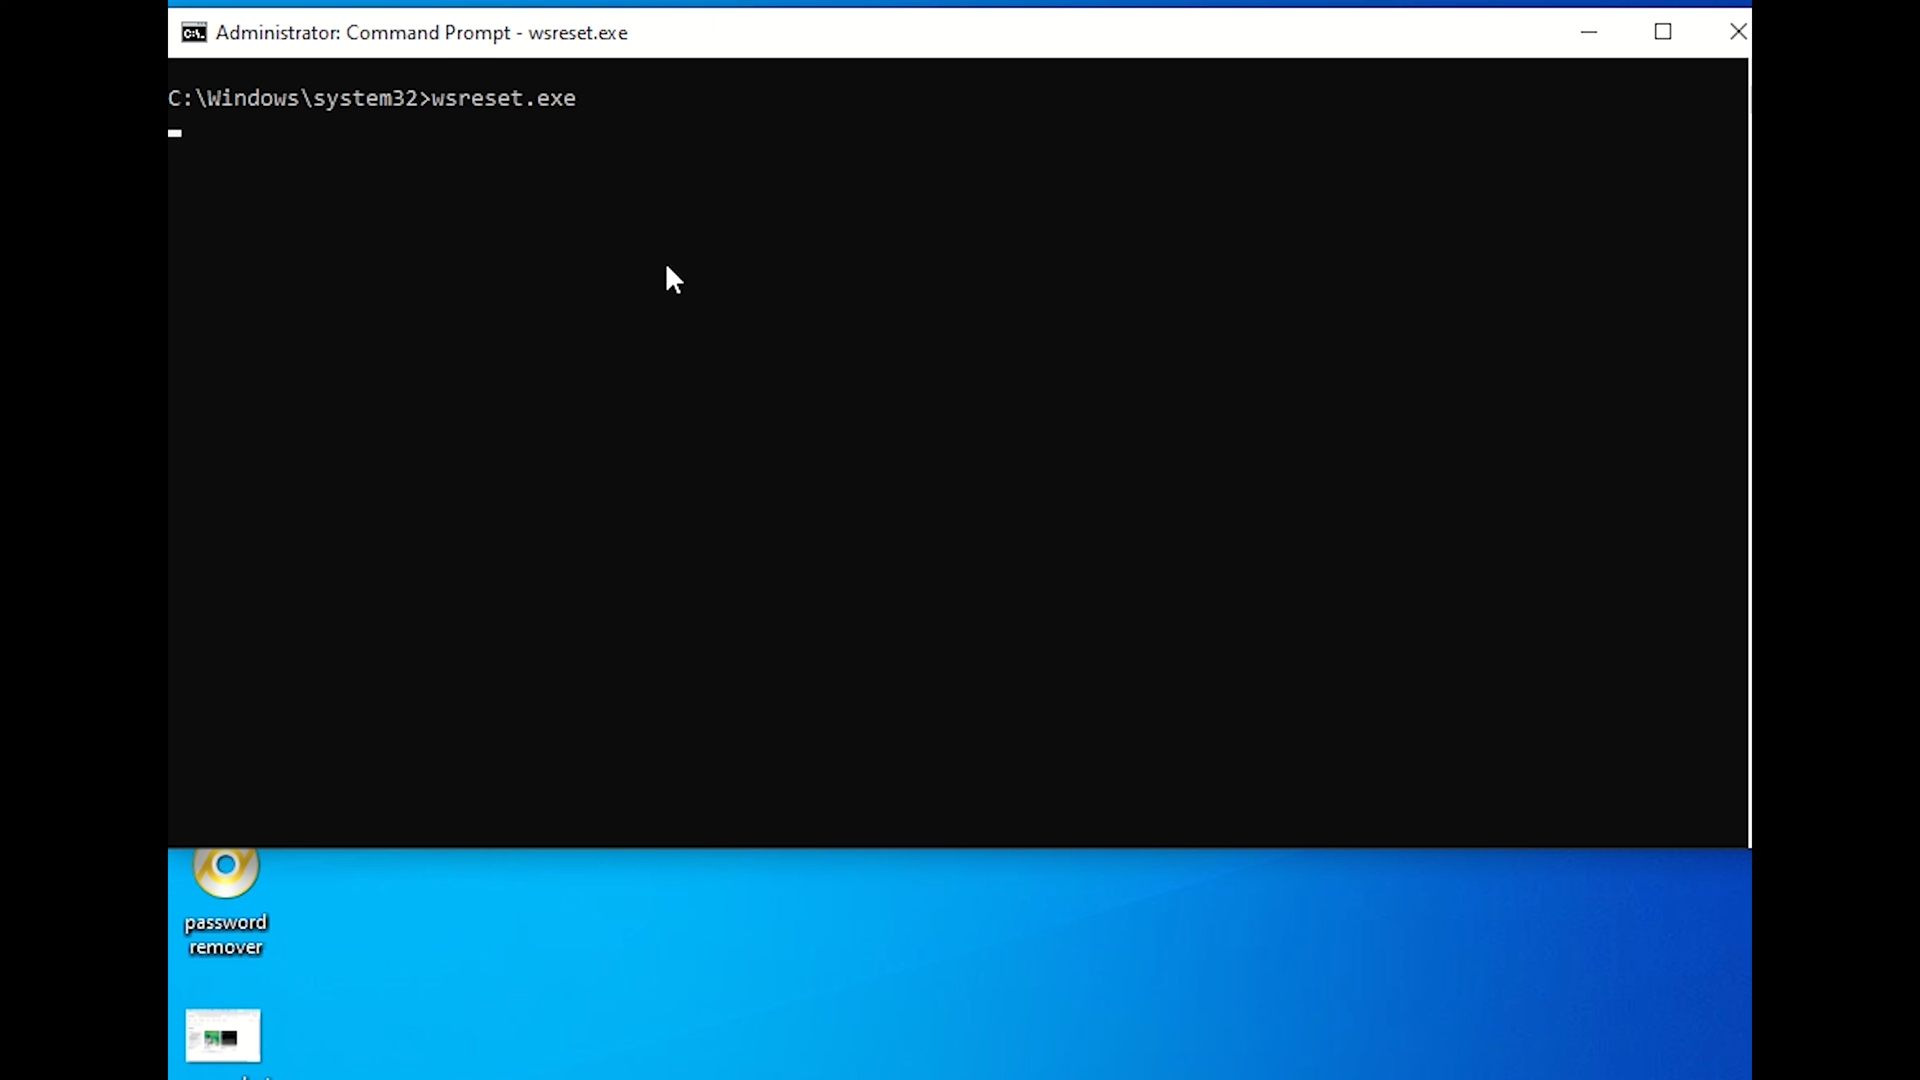 Administrator: Command Prompt - wsreset.exe
C:\Windows\system32>wsreset.exe
password
remover